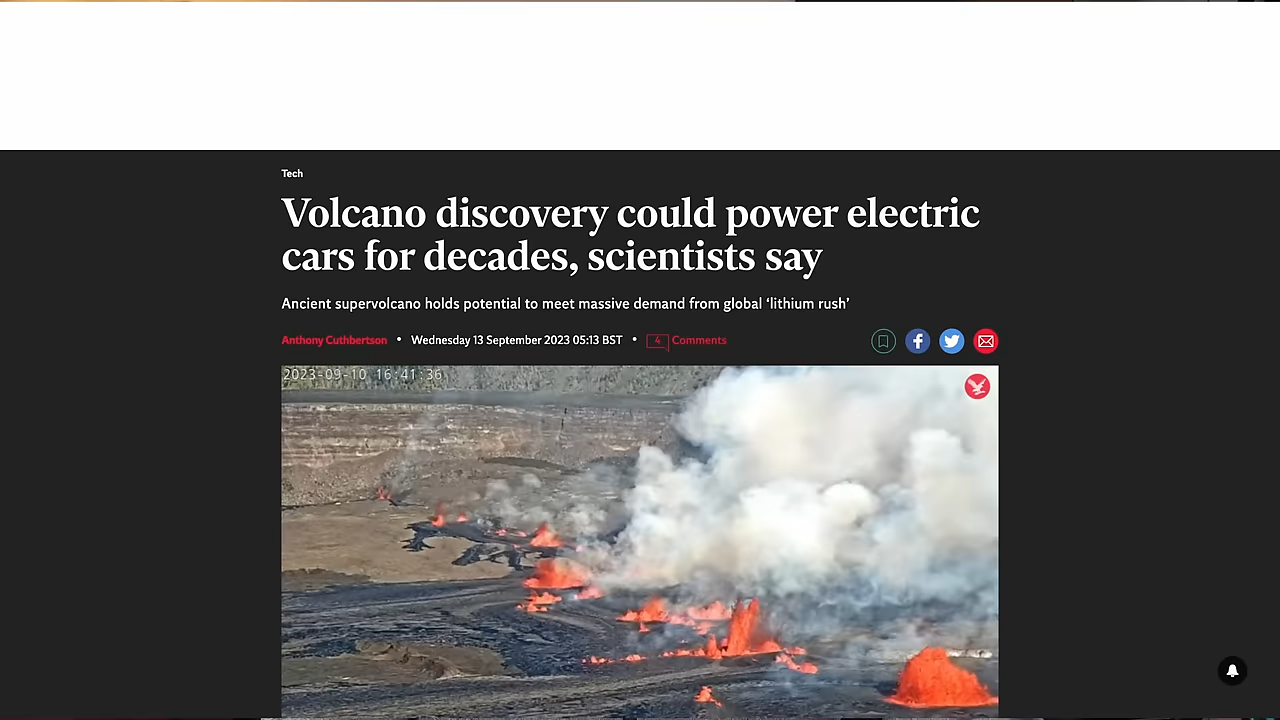 Tech
Volcano discovery could power electric
cars for decades, scientists say
Ancient supervolcano holds potential to meet massive demand from global ‘lithium rush’
Anthony Cuthbertson • Wednesday 13 September 2023 05:13 BST • 4 Comments
2023-09-10 16:41:36